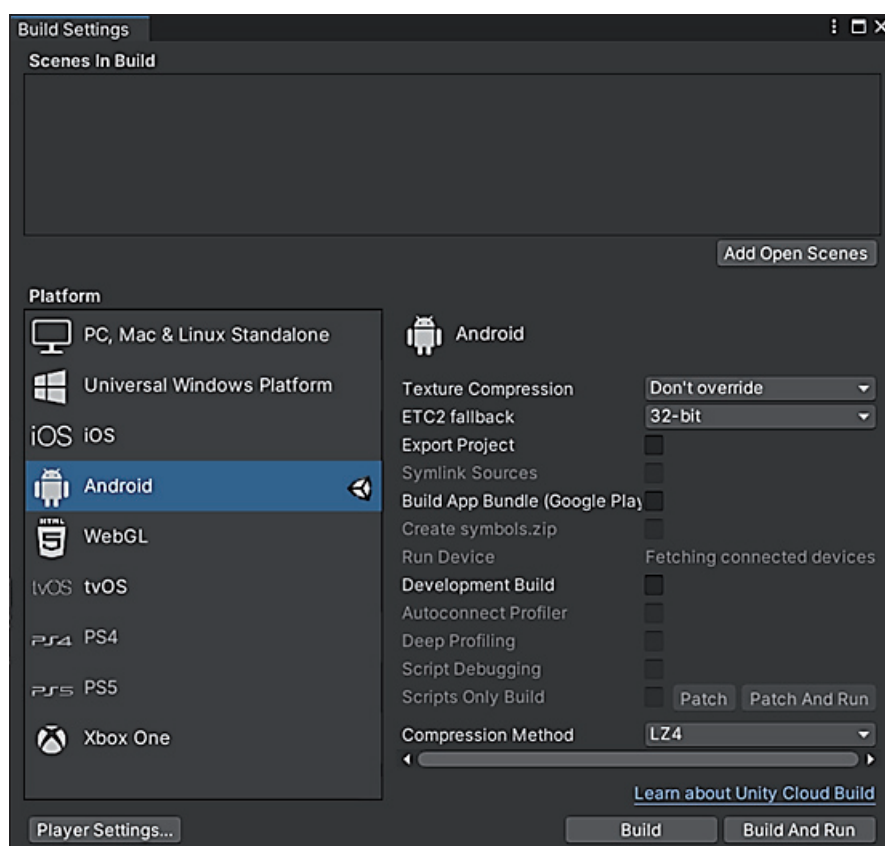 Build Settings
Scenes In Build
Add Open Scenes
Platform
PC, Mac & Linux Standalone
Universal Windows Platform
iOS iOS
Android
HTML
5 WebGL
tvOS tvOS
PS4 PS4
PS5 PS5
Xbox One
Android
Texture Compression Don't override
ETC2 fallback 32-bit
Export Project
Symlink Sources
Build App Bundle (Google Play
Create symbols.zip
Run Device Fetching connected devices
Development Build
Autoconnect Profiler
Deep Profiling
Script Debugging
Scripts Only Build Patch Patch And Run
Compression Method LZ4
Learn about Unity Cloud Build
Player Settings... Build Build And Run